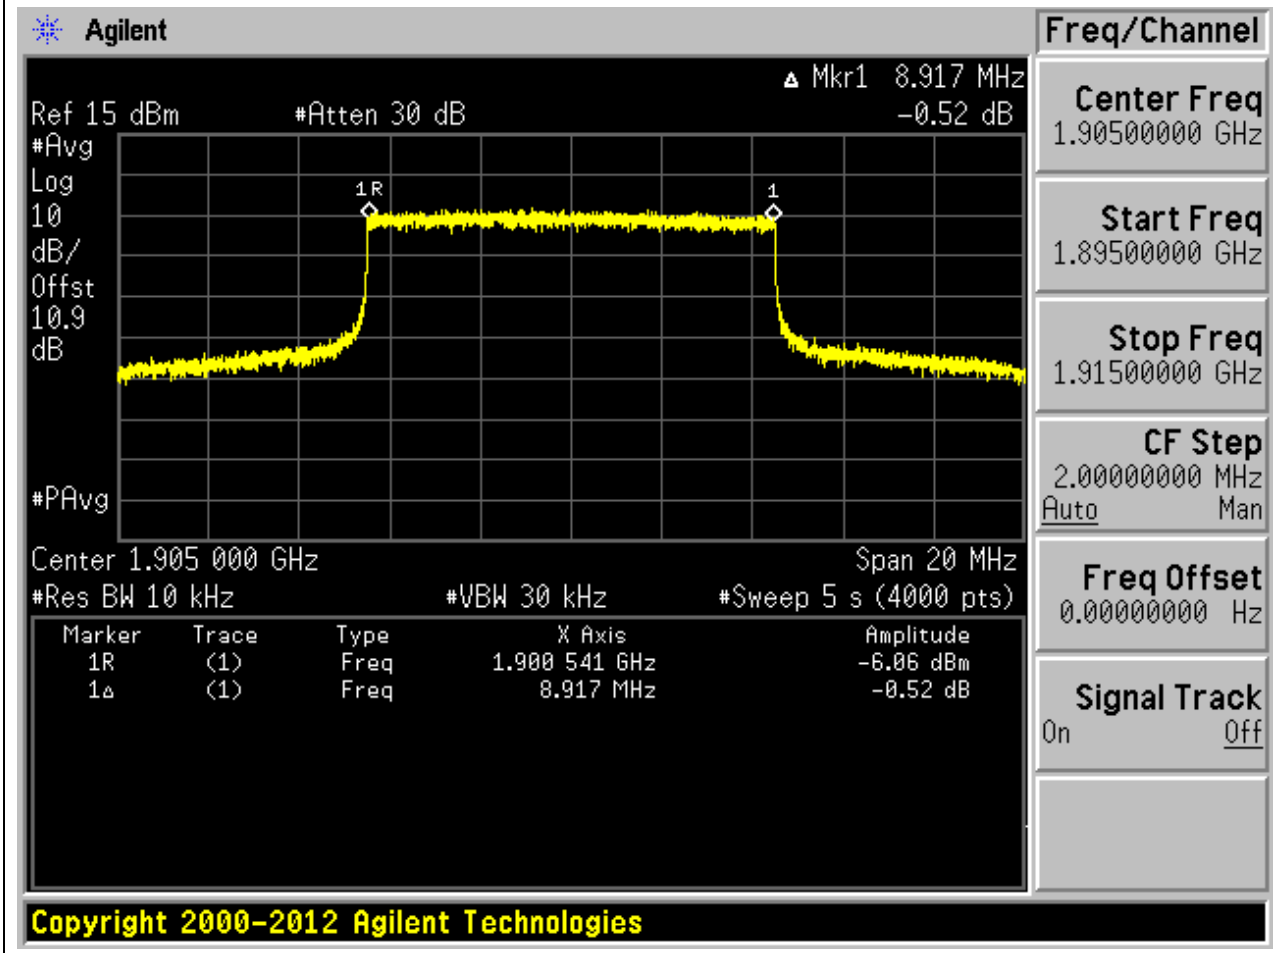 Agilent
Freq/Channel
Δ Mkr1 8.917 MHz
Ref 15 dBm #Atten 30 dB -0.52 dB
#Avg
Log
10
dB/
Offst
10.9
dB
#PAvg
1R
1
Center 1.905 000 GHz Span 20 MHz
#Res BW 10 kHz #VBW 30 kHz #Sweep 5 s (4000 pts)
Marker Trace Type X Axis Amplitude
1R (1) Freq 1.900 541 GHz -6.06 dBm
1Δ (1) Freq 8.917 MHz -0.52 dB
Center Freq
1.90500000 GHz
Start Freq
1.89500000 GHz
Stop Freq
1.91500000 GHz
CF Step
2.00000000 MHz
Auto Man
Freq Offset
0.00000000 Hz
Signal Track
On Off
Copyright 2000-2012 Agilent Technologies